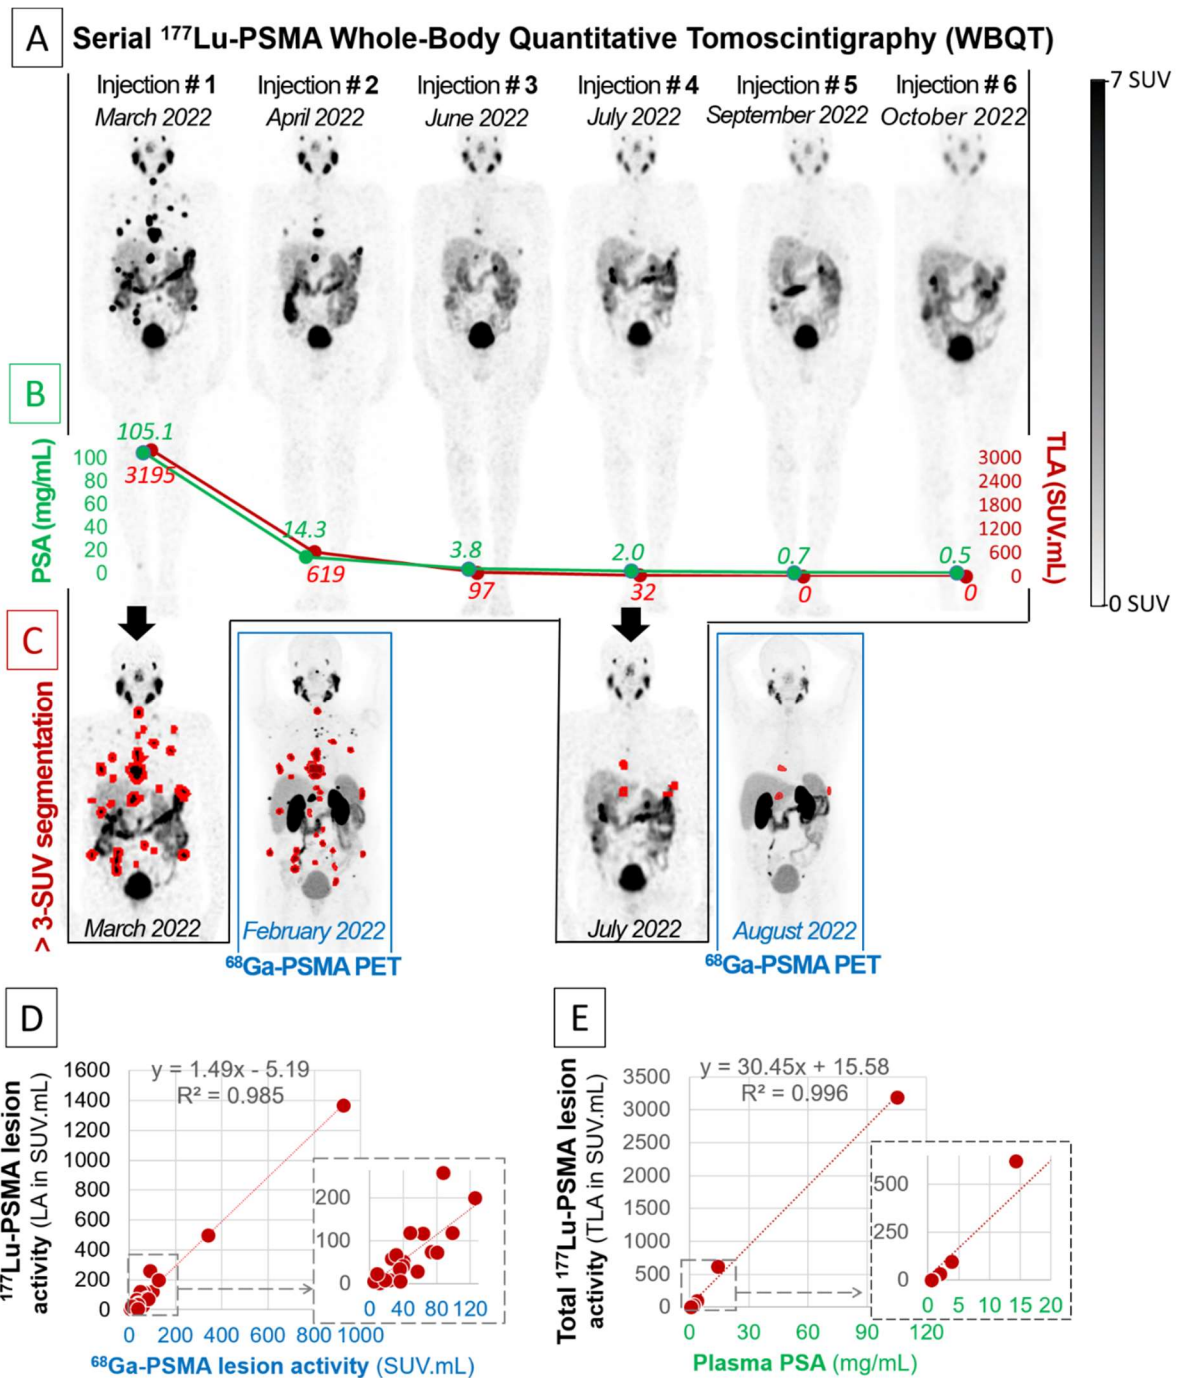 A
Serial ¹⁷⁷Lu-PSMA Whole-Body Quantitative Tomoscintigraphy (WBQT)
Injection # 1
March 2022
Injection # 2
April 2022
Injection # 3
June 2022
Injection # 4
July 2022
Injection # 5
September 2022
Injection # 6
October 2022
7 SUV
0 SUV
B
PSA (mg/mL)
100
80
60
40
20
0
105.1
3195
14.3
619
3.8
97
2.0
32
0.7
0
0.5
0
3000
2400
1800
1200
600
0
TLA (SUV.mL)
C
> 3-SUV segmentation
March 2022
February 2022
⁶⁸Ga-PSMA PET
July 2022
August 2022
⁶⁸Ga-PSMA PET
D
¹⁷⁷Lu-PSMA lesion
activity (LA in SUV.mL)
1600
1400
1200
1000
800
600
400
200
0
y = 1.49x - 5.19
R² = 0.985
200
100
0
0 40 80 120
0 200 400 600 800 1000
⁶⁸Ga-PSMA lesion activity (SUV.mL)
E
Total ¹⁷⁷Lu-PSMA lesion
activity (TLA in SUV.mL)
3500
3000
2500
2000
1500
1000
500
0
y = 30.45x + 15.58
R² = 0.996
500
250
0
0 5 10 15 20
0 30 60 90 120
Plasma PSA (mg/mL)